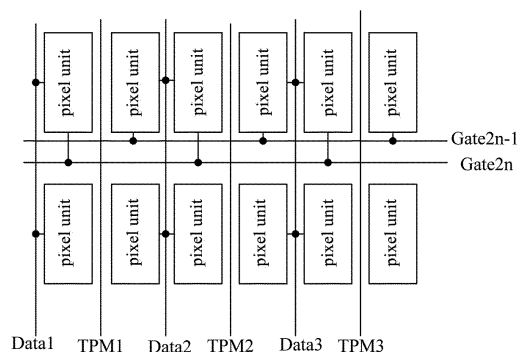 pixel unit
pixel unit
pixel unit
pixel unit
pixel unit
pixel unit
Gate2n-1
Gate2n
pixel unit
pixel unit
pixel unit
pixel unit
pixel unit
pixel unit
Data1
TPM1
Data2
TPM2
Data3
TPM3